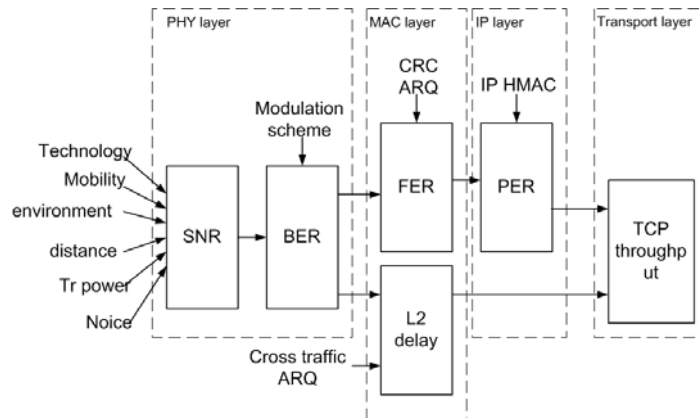 PHY layer
MAC layer
IP layer
Transport layer
CRC
ARQ
IP HMAC
Modulation
scheme
Technology
Mobility
environment
distance
Tr power
Noice
SNR
BER
FER
PER
TCP
throughp
ut
L2
delay
Cross traffic
ARQ